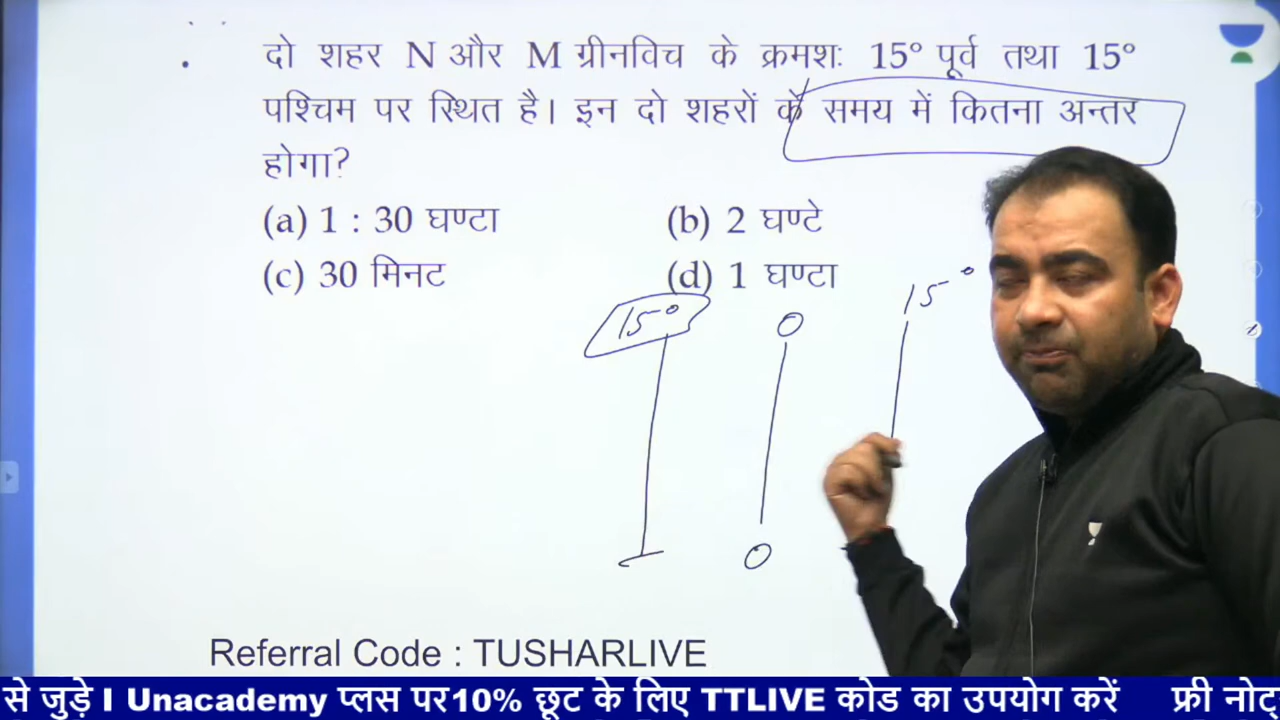 दो शहर N और M ग्रीनविच के क्रमशः 15° पूर्व तथा 15°
पश्चिम पर स्थित है। इन दो शहरों के समय में कितना अन्तर
होगा?
(a) 1 : 30 घण्टा (b) 2 घण्टे
(c) 30 मिनट (d) 1 घण्टा
15° 0 15°
0
Referral Code : TUSHARLIVE
से जुड़े I Unacademy प्लस पर10% छूट के लिए TTLIVE कोड का उपयोग करें फ्री नोट्